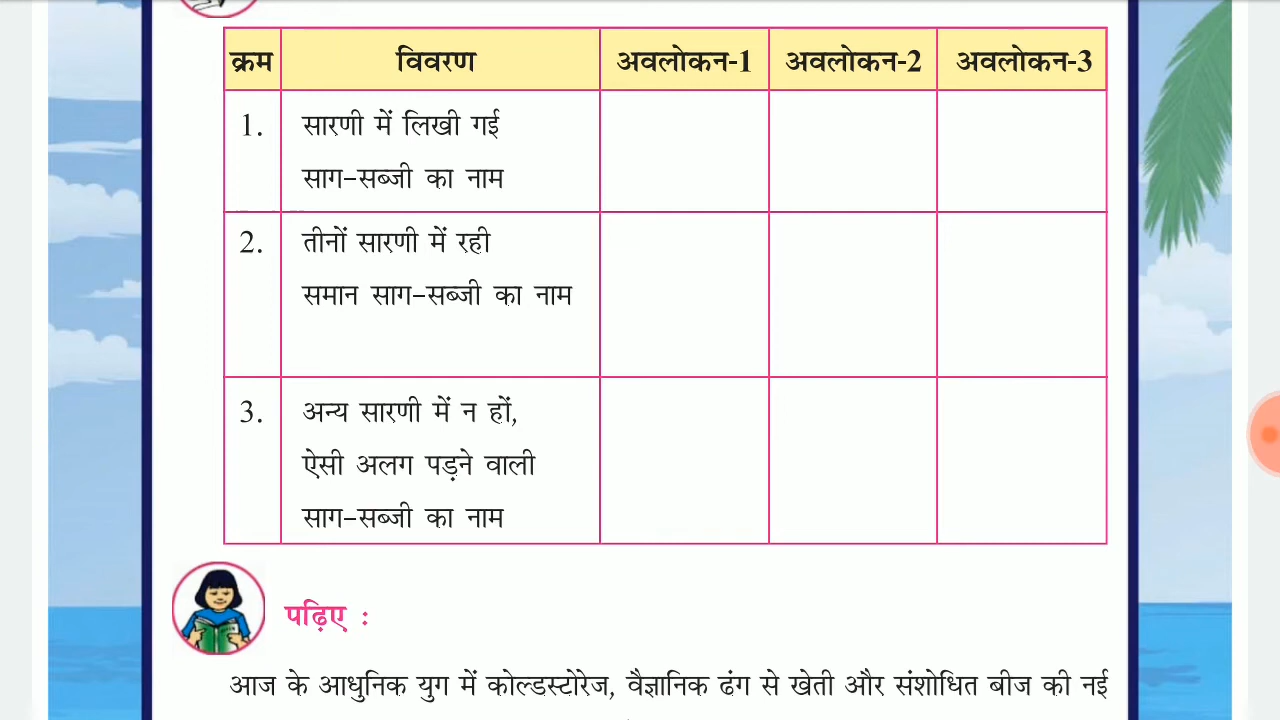 क्रम विवरण अवलोकन-1 अवलोकन-2 अवलोकन-3
1. सारणी में लिखी गई
साग-सब्जी का नाम
2. तीनों सारणी में रही
समान साग-सब्जी का नाम
3. अन्य सारणी में न हों,
ऐसी अलग पड़ने वाली
साग-सब्जी का नाम
पढ़िए :
आज के आधुनिक युग में कोल्डस्टोरेज, वैज्ञानिक ढंग से खेती और संशोधित बीज की नई